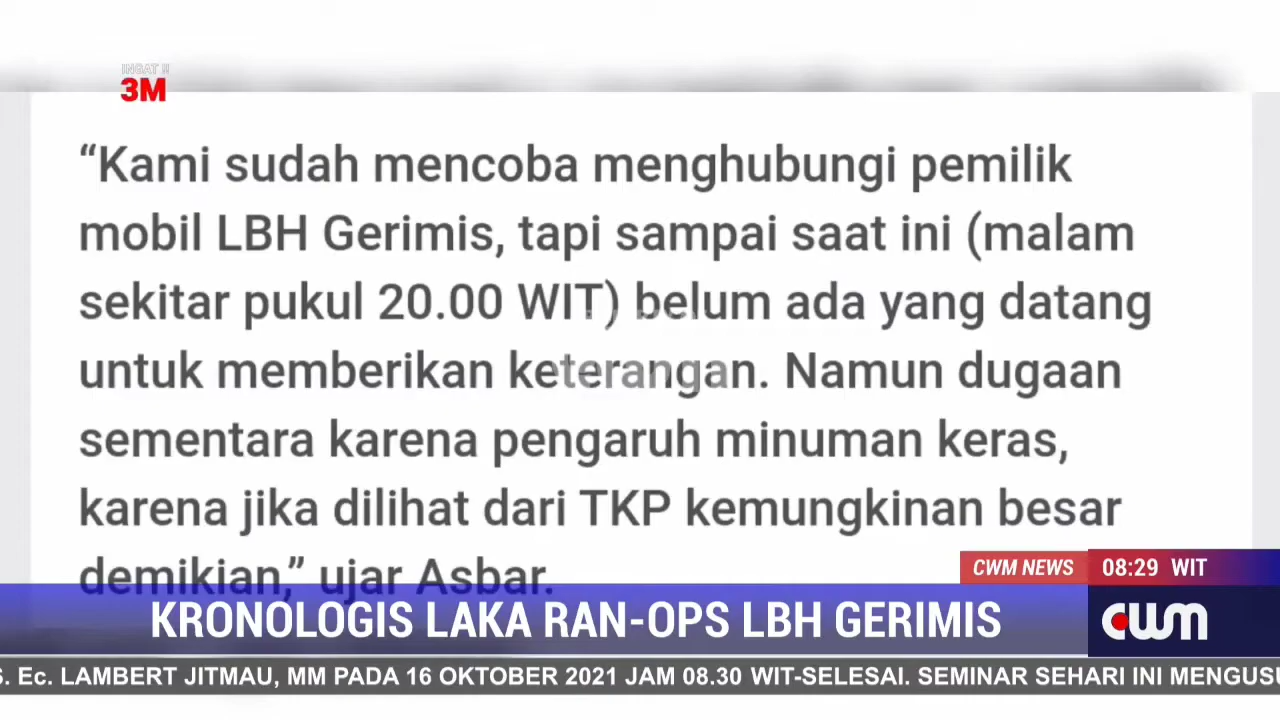 INGAT !!
3M
“Kami sudah mencoba menghubungi pemilik
mobil LBH Gerimis, tapi sampai saat ini (malam
sekitar pukul 20.00 WIT) belum ada yang datang
untuk memberikan keterangan. Namun dugaan
sementara karena pengaruh minuman keras,
karena jika dilihat dari TKP kemungkinan besar
demikian,” ujar Asbar.
CWM NEWS
08:29 WIT
KRONOLOGIS LAKA RAN-OPS LBH GERIMIS
cwm
S. Ec. LAMBERT JITMAU, MM PADA 16 OKTOBER 2021 JAM 08.30 WIT-SELESAI. SEMINAR SEHARI INI MENGUSU